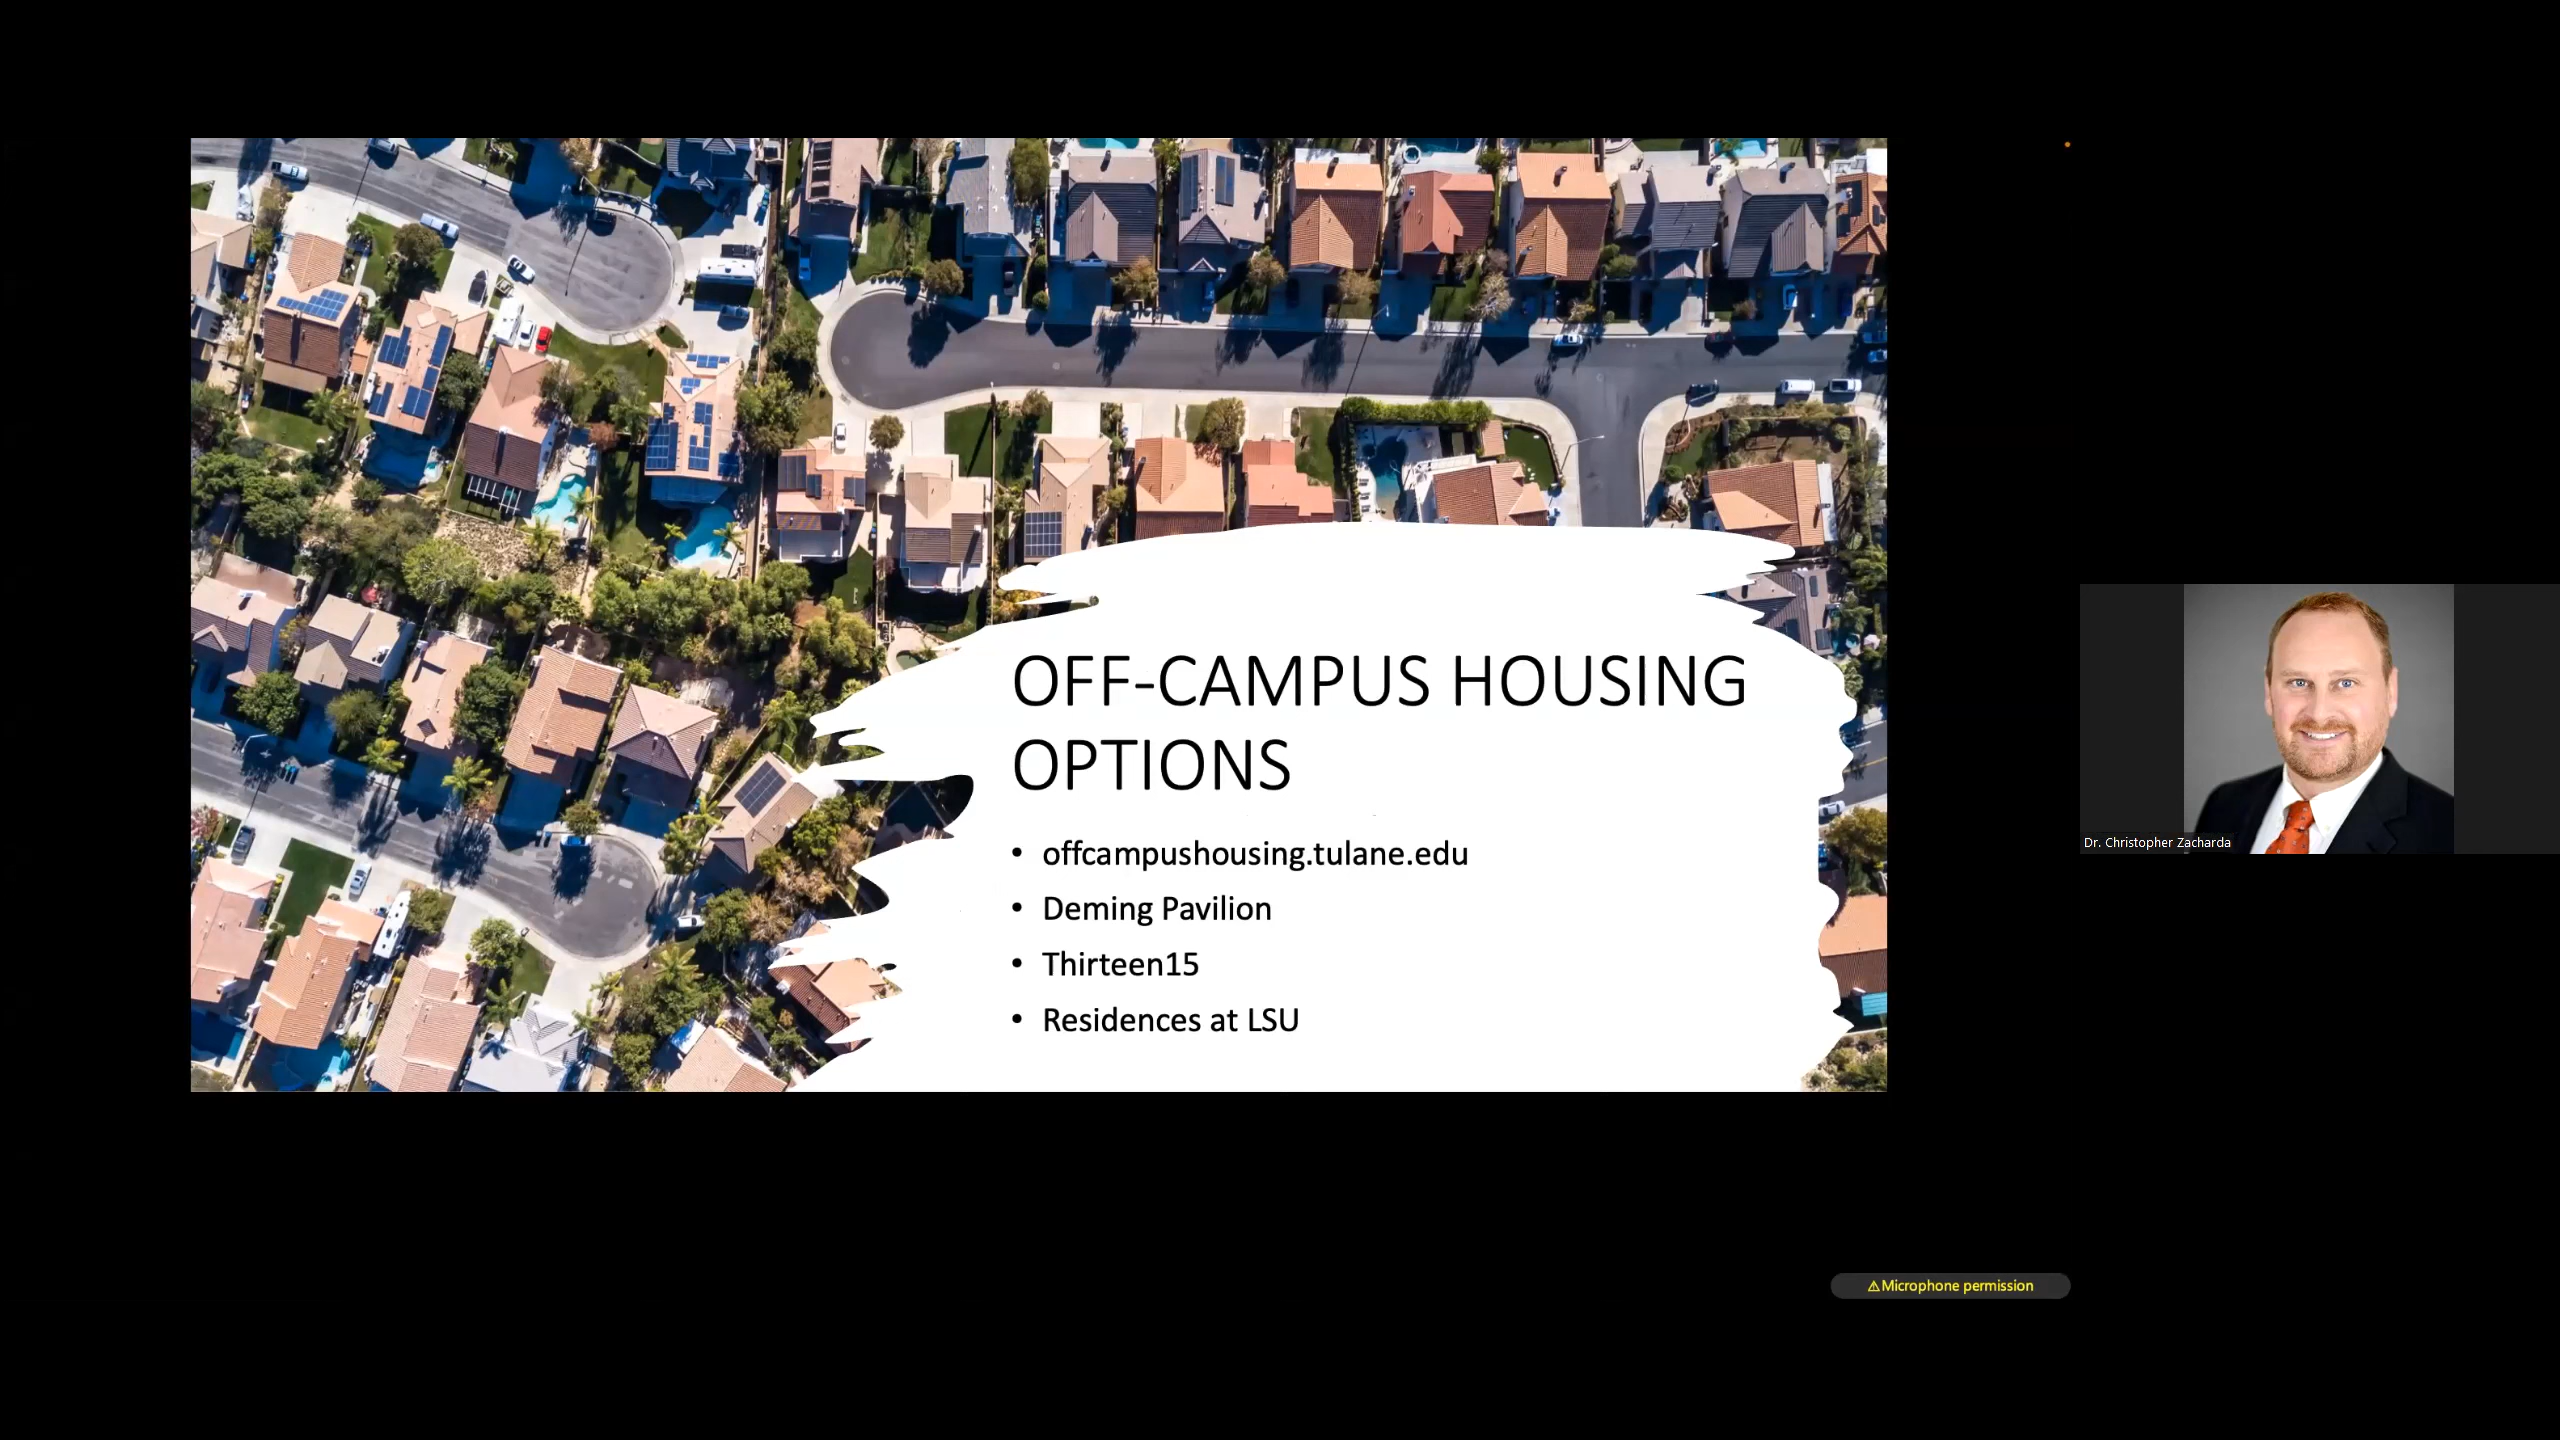 OFF-CAMPUS HOUSING
OPTIONS
• offcampushousing.tulane.edu
• Deming Pavilion
• Thirteen15
• Residences at LSU
Dr. Christopher Zacharda
⚠Microphone permission